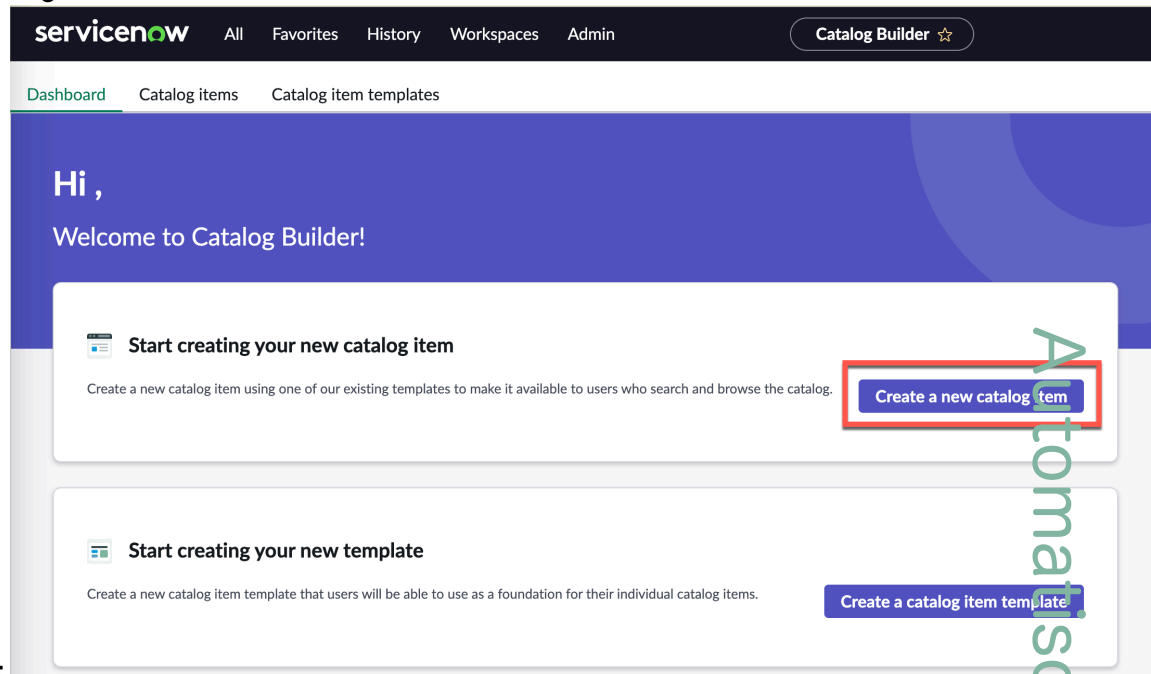 servicenow All Favorites History Workspaces Admin Catalog Builder
Dashboard Catalog items Catalog item templates
Hi ,
Welcome to Catalog Builder!
Start creating your new catalog item
Create a new catalog item using one of our existing templates to make it available to users who search and browse the catalog.
Create a new catalog item
Start creating your new template
Create a new catalog item template that users will be able to use as a foundation for their individual catalog items.
Create a catalog item template